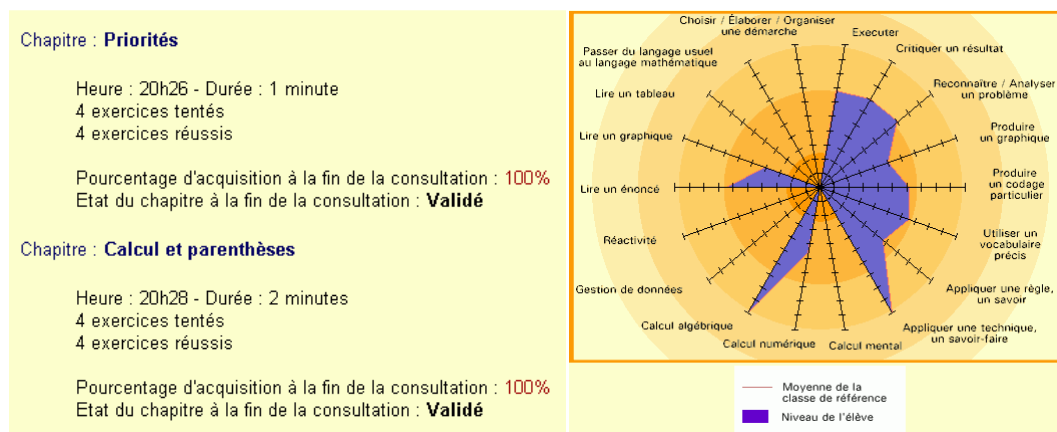 Chapitre : Priorités
Heure : 20h26 - Durée : 1 minute
4 exercices tentés
4 exercices réussis
Pourcentage d'acquisition à la fin de la consultation : 100%
Etat du chapitre à la fin de la consultation : Validé
Chapitre : Calcul et parenthèses
Heure : 20h28 - Durée : 2 minutes
4 exercices tentés
4 exercices réussis
Pourcentage d'acquisition à la fin de la consultation : 100%
Etat du chapitre à la fin de la consultation : Validé
Choisir / Élaborer / Organiser
une démarche
Executer
Critiquer un résultat
Reconnaître / Analyser
un problème
Produire
un graphique
Produire
un codage
particulier
Utiliser un
vocabulaire
précis
Appliquer une règle,
un savoir
Appliquer une technique,
un savoir-faire
Calcul mental
Calcul numérique
Calcul algébrique
Gestion de données
Réactivité
Lire un énoncé
Lire un graphique
Lire un tableau
Passer du langage usuel
au langage mathématique
Moyenne de la
classe de référence
Niveau de l'élève